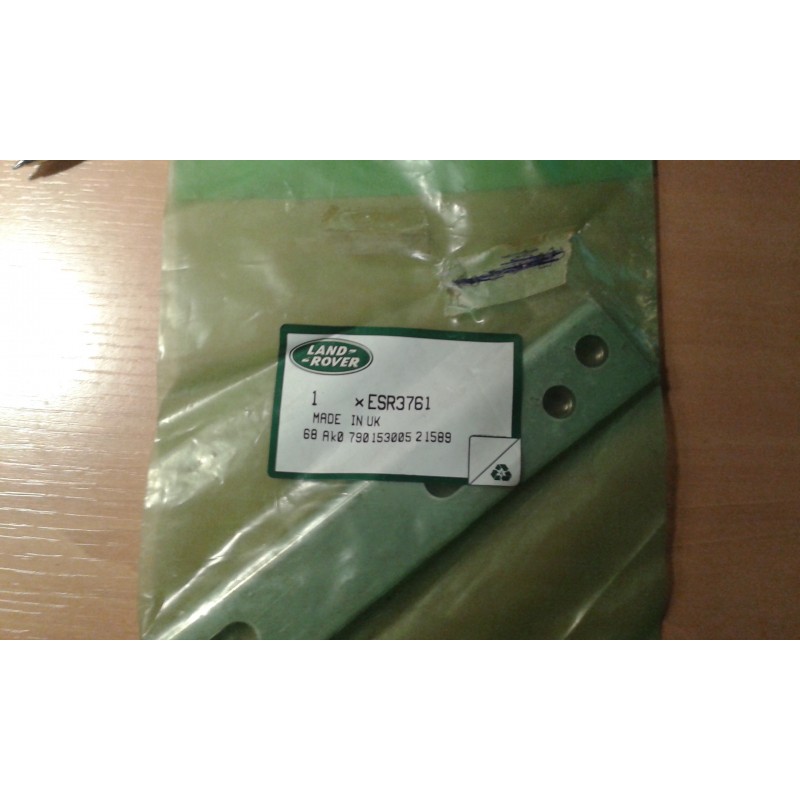 LAND-
-ROVER
1 x ESR3761
MADE IN UK
68 Ak0 790153005 21589